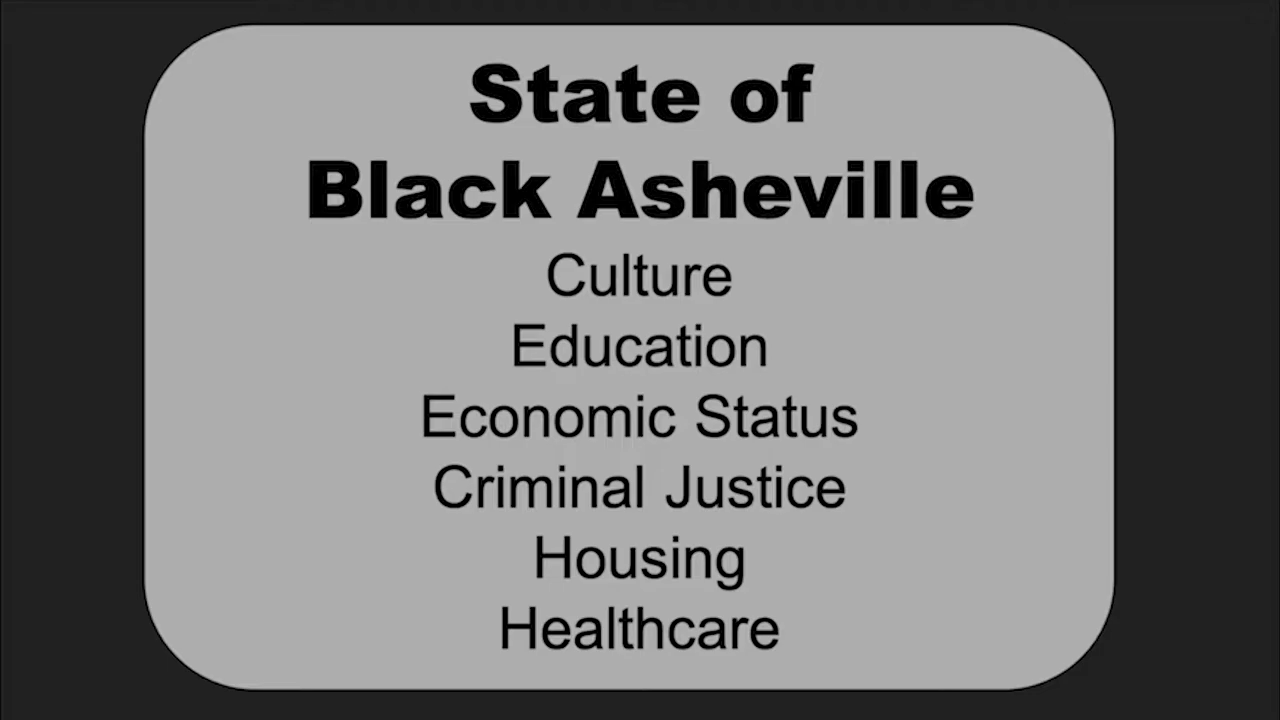 State of
Black Asheville
Culture
Education
Economic Status
Criminal Justice
Housing
Healthcare